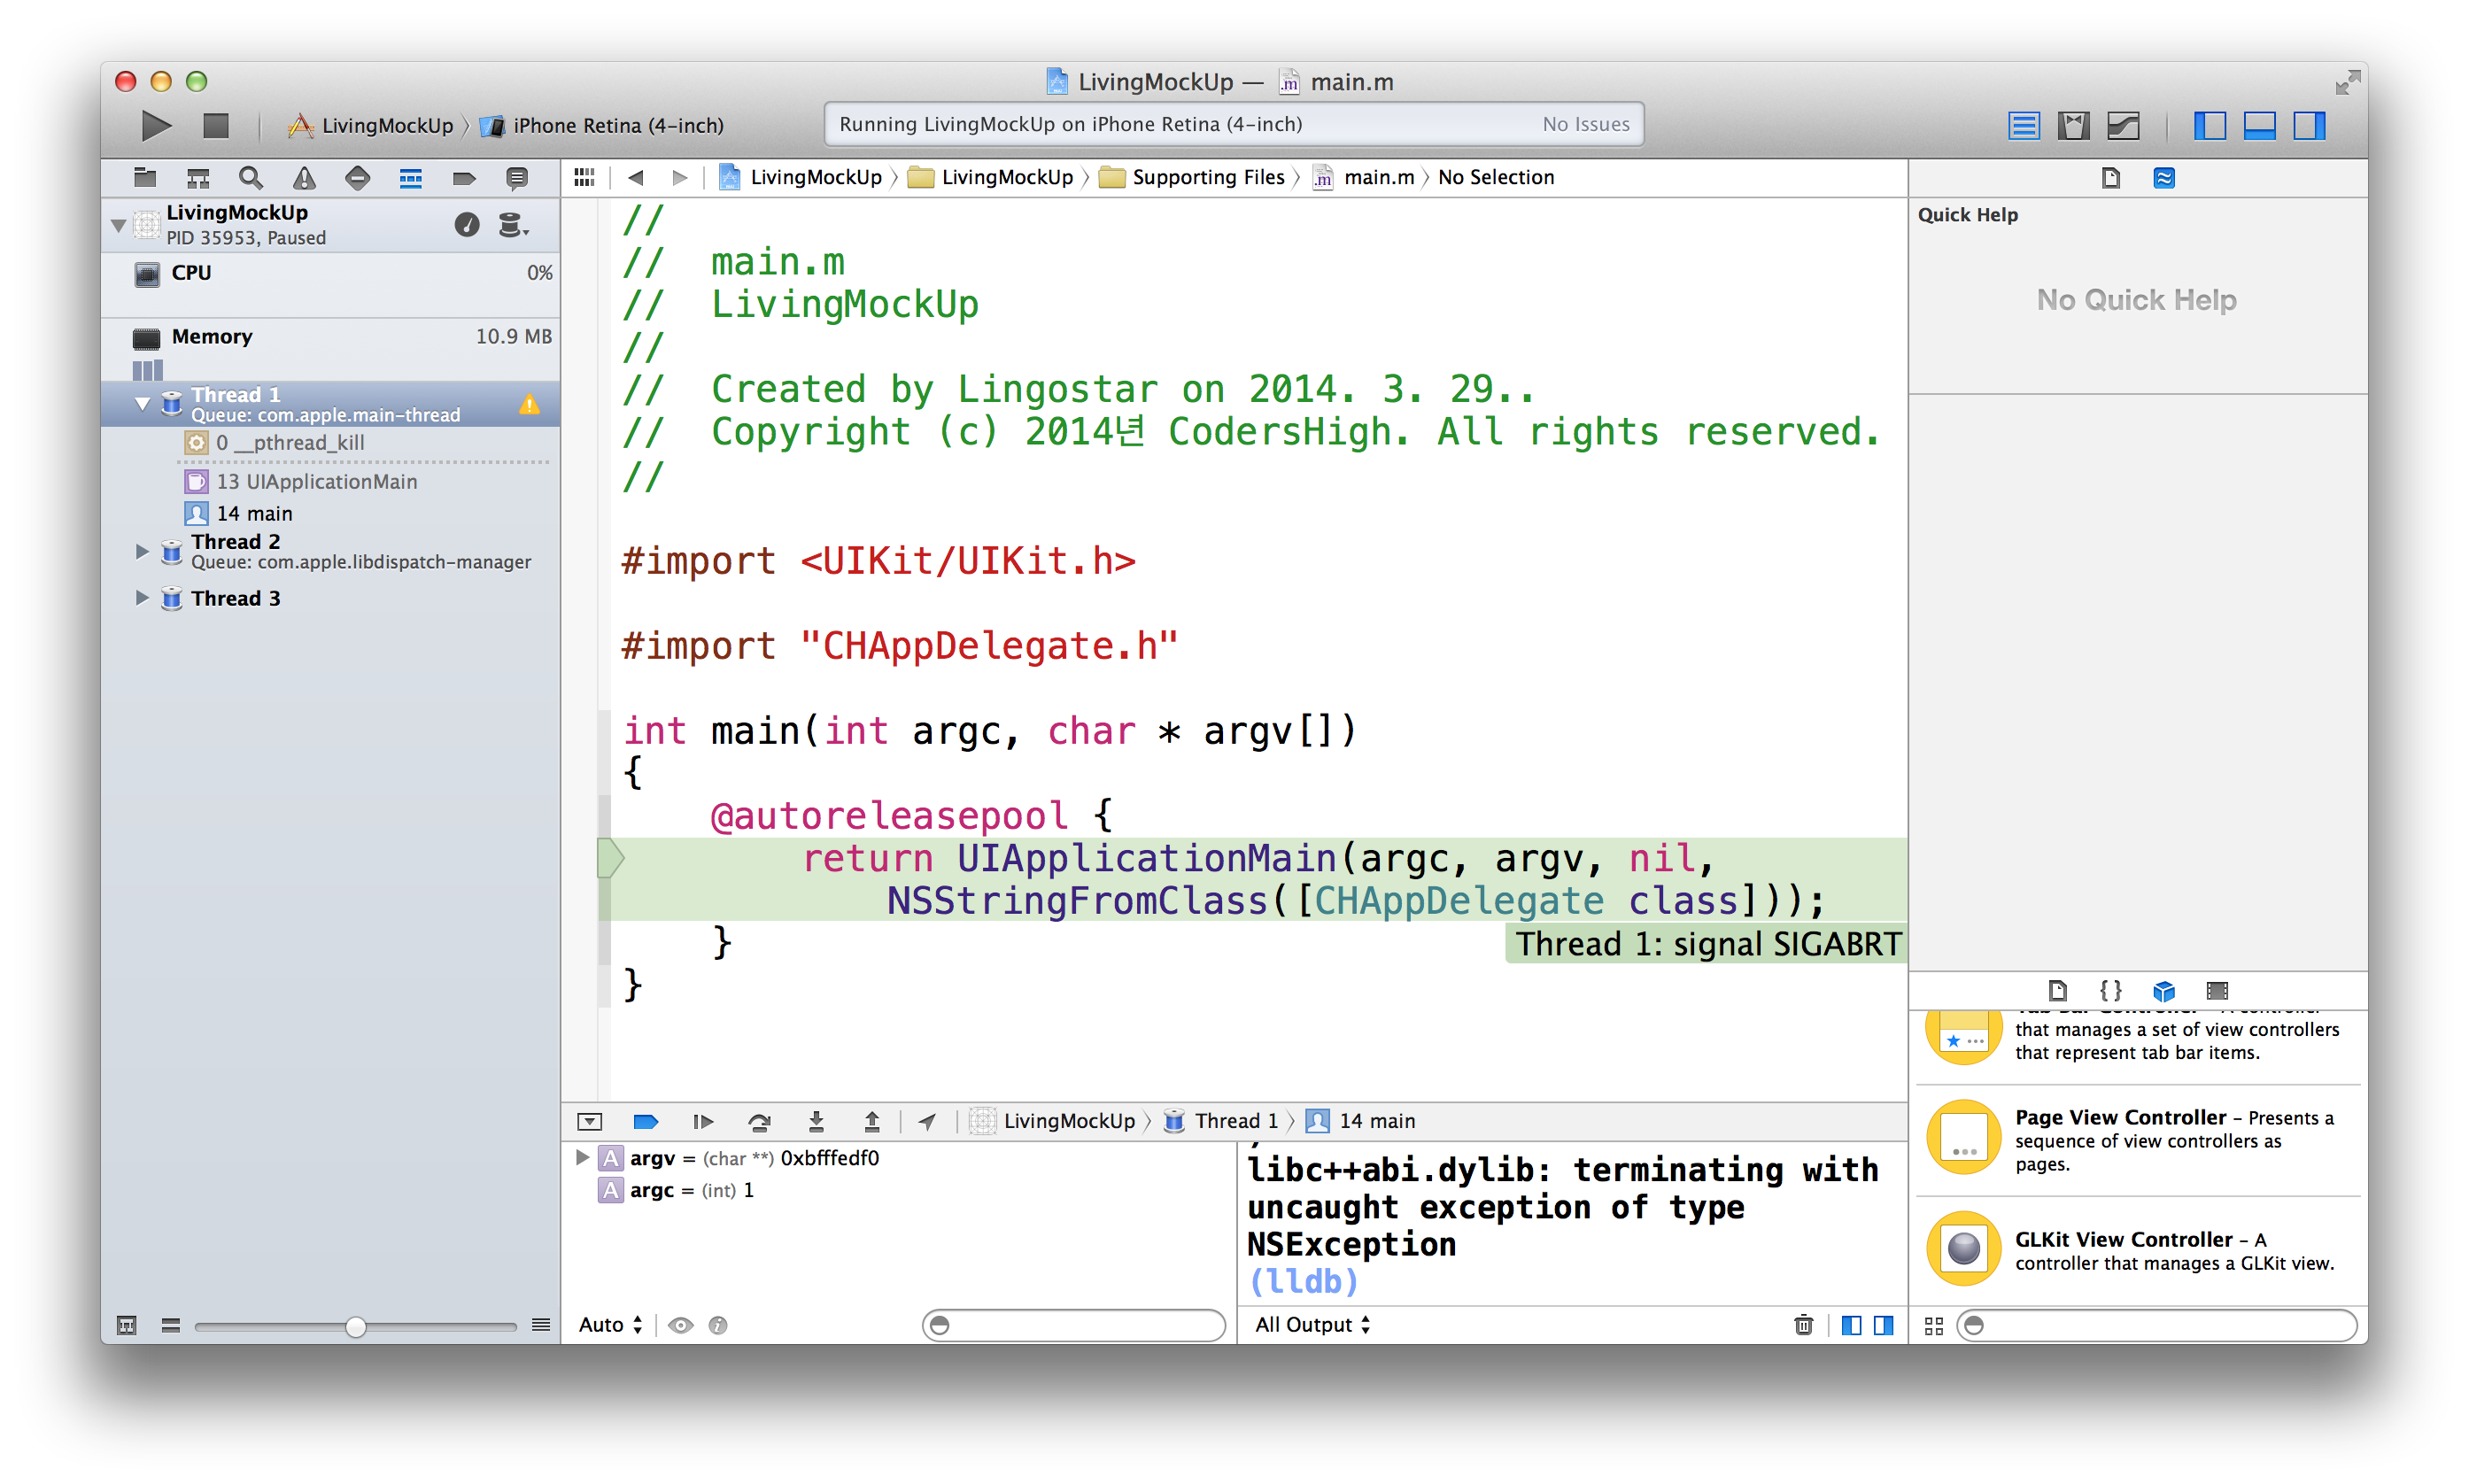 LivingMockUp — main.m
LivingMockUp iPhone Retina (4-inch)
Running LivingMockUp on iPhone Retina (4-inch) No Issues
LivingMockUp LivingMockUp Supporting Files main.m No Selection
LivingMockUp
PID 35953, Paused
CPU 0%
Memory 10.9 MB
Thread 1
Queue: com.apple.main-thread
0 __pthread_kill
13 UIApplicationMain
14 main
Thread 2
Queue: com.apple.libdispatch-manager
Thread 3
//
//  main.m
//  LivingMockUp
//
//  Created by Lingostar on 2014. 3. 29..
//  Copyright (c) 2014년 CodersHigh. All rights reserved.
//
#import <UIKit/UIKit.h>
#import "CHAppDelegate.h"
int main(int argc, char * argv[])
{
    @autoreleasepool {
        return UIApplicationMain(argc, argv, nil,
            NSStringFromClass([CHAppDelegate class]));
    }
Thread 1: signal SIGABRT
}
LivingMockUp Thread 1 14 main
A argv = (char **) 0xbfffedf0
A argc = (int) 1
Auto
libc++abi.dylib: terminating with
uncaught exception of type
NSException
(lldb)
All Output
Quick Help
No Quick Help
Tab Bar Controller – A controller
that manages a set of view controllers
that represent tab bar items.
Page View Controller – Presents a
sequence of view controllers as
pages.
GLKit View Controller – A
controller that manages a GLKit view.